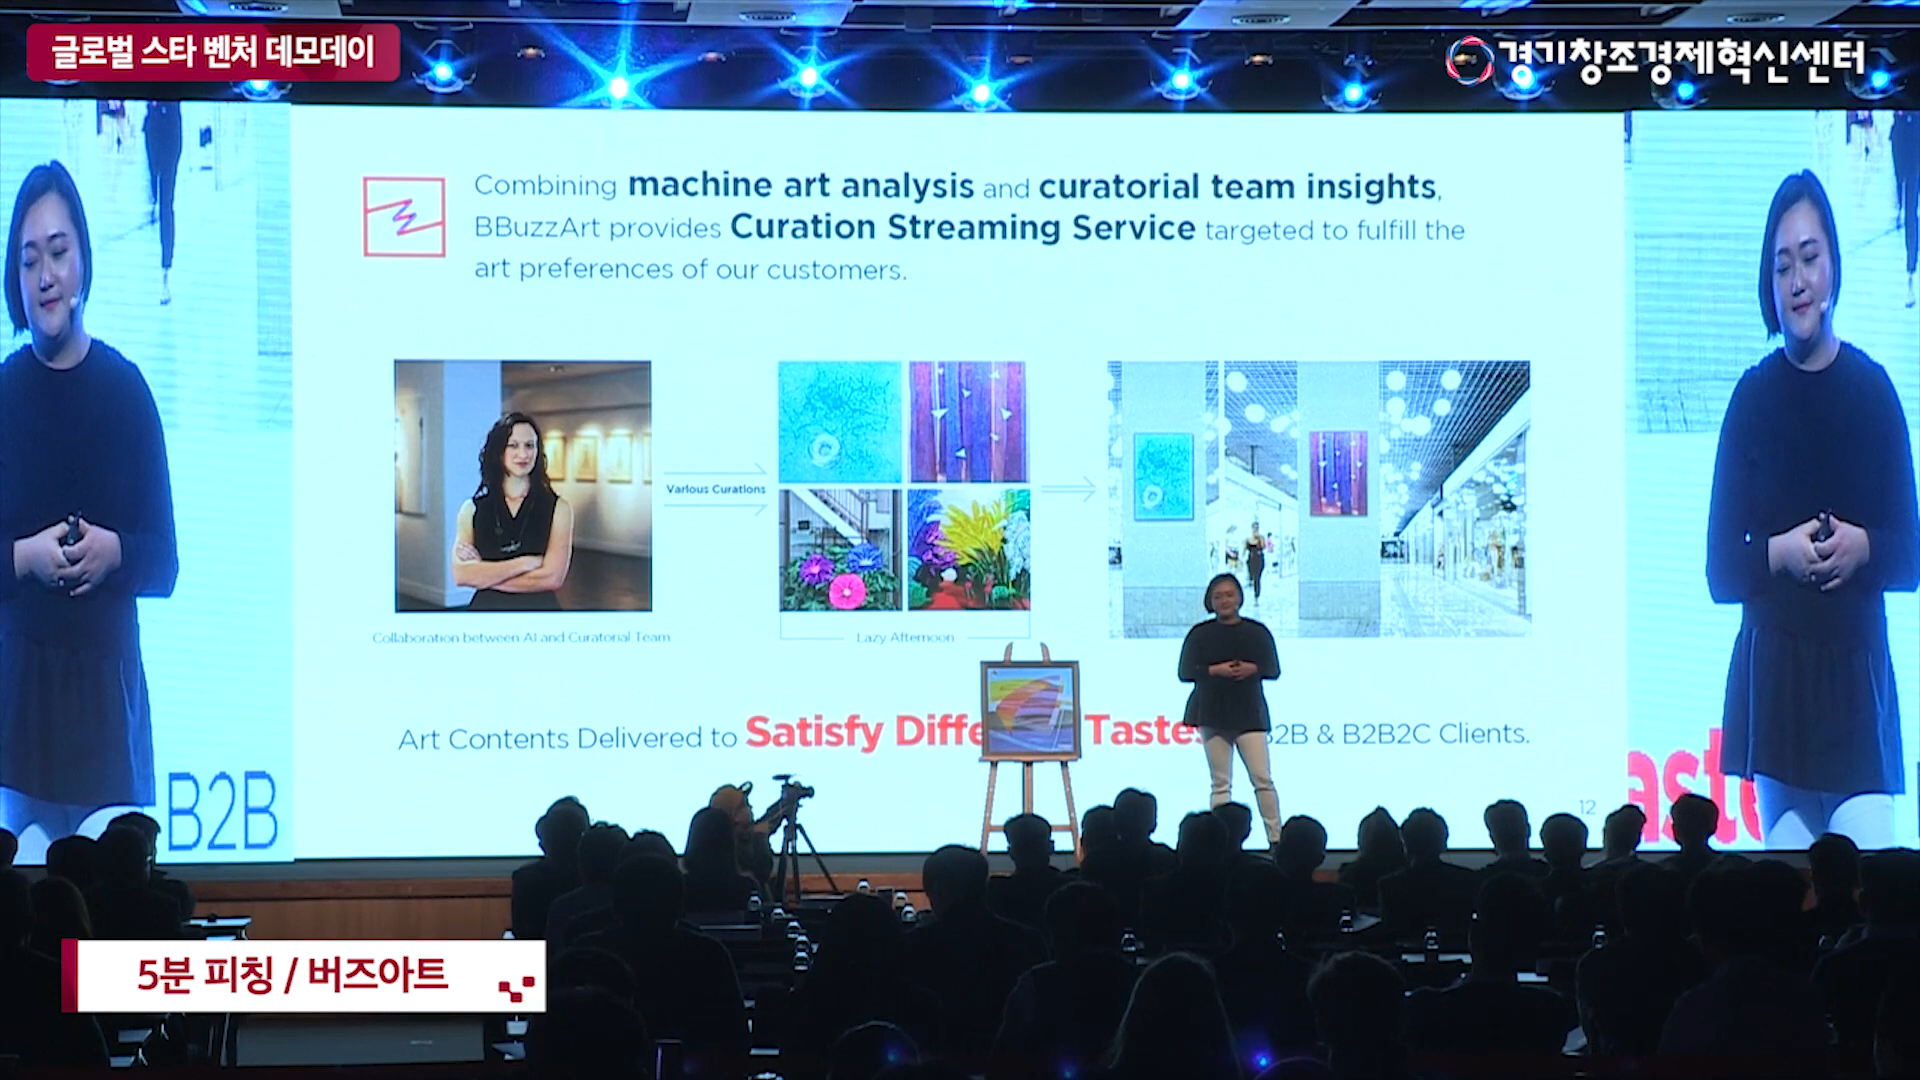 글로벌 스타 벤처 데모데이
경기창조경제혁신센터
Combining machine art analysis and curatorial team insights,
BBuzzArt provides Curation Streaming Service targeted to fulfill the
art preferences of our customers.
Various Curations
Collaboration between AI and Curatorial Team
Lazy Afternoon
Art Contents Delivered to Satisfy Diffe Tastes B2B & B2B2C Clients.
12
B2B
aste
5분 피칭 / 버즈아트